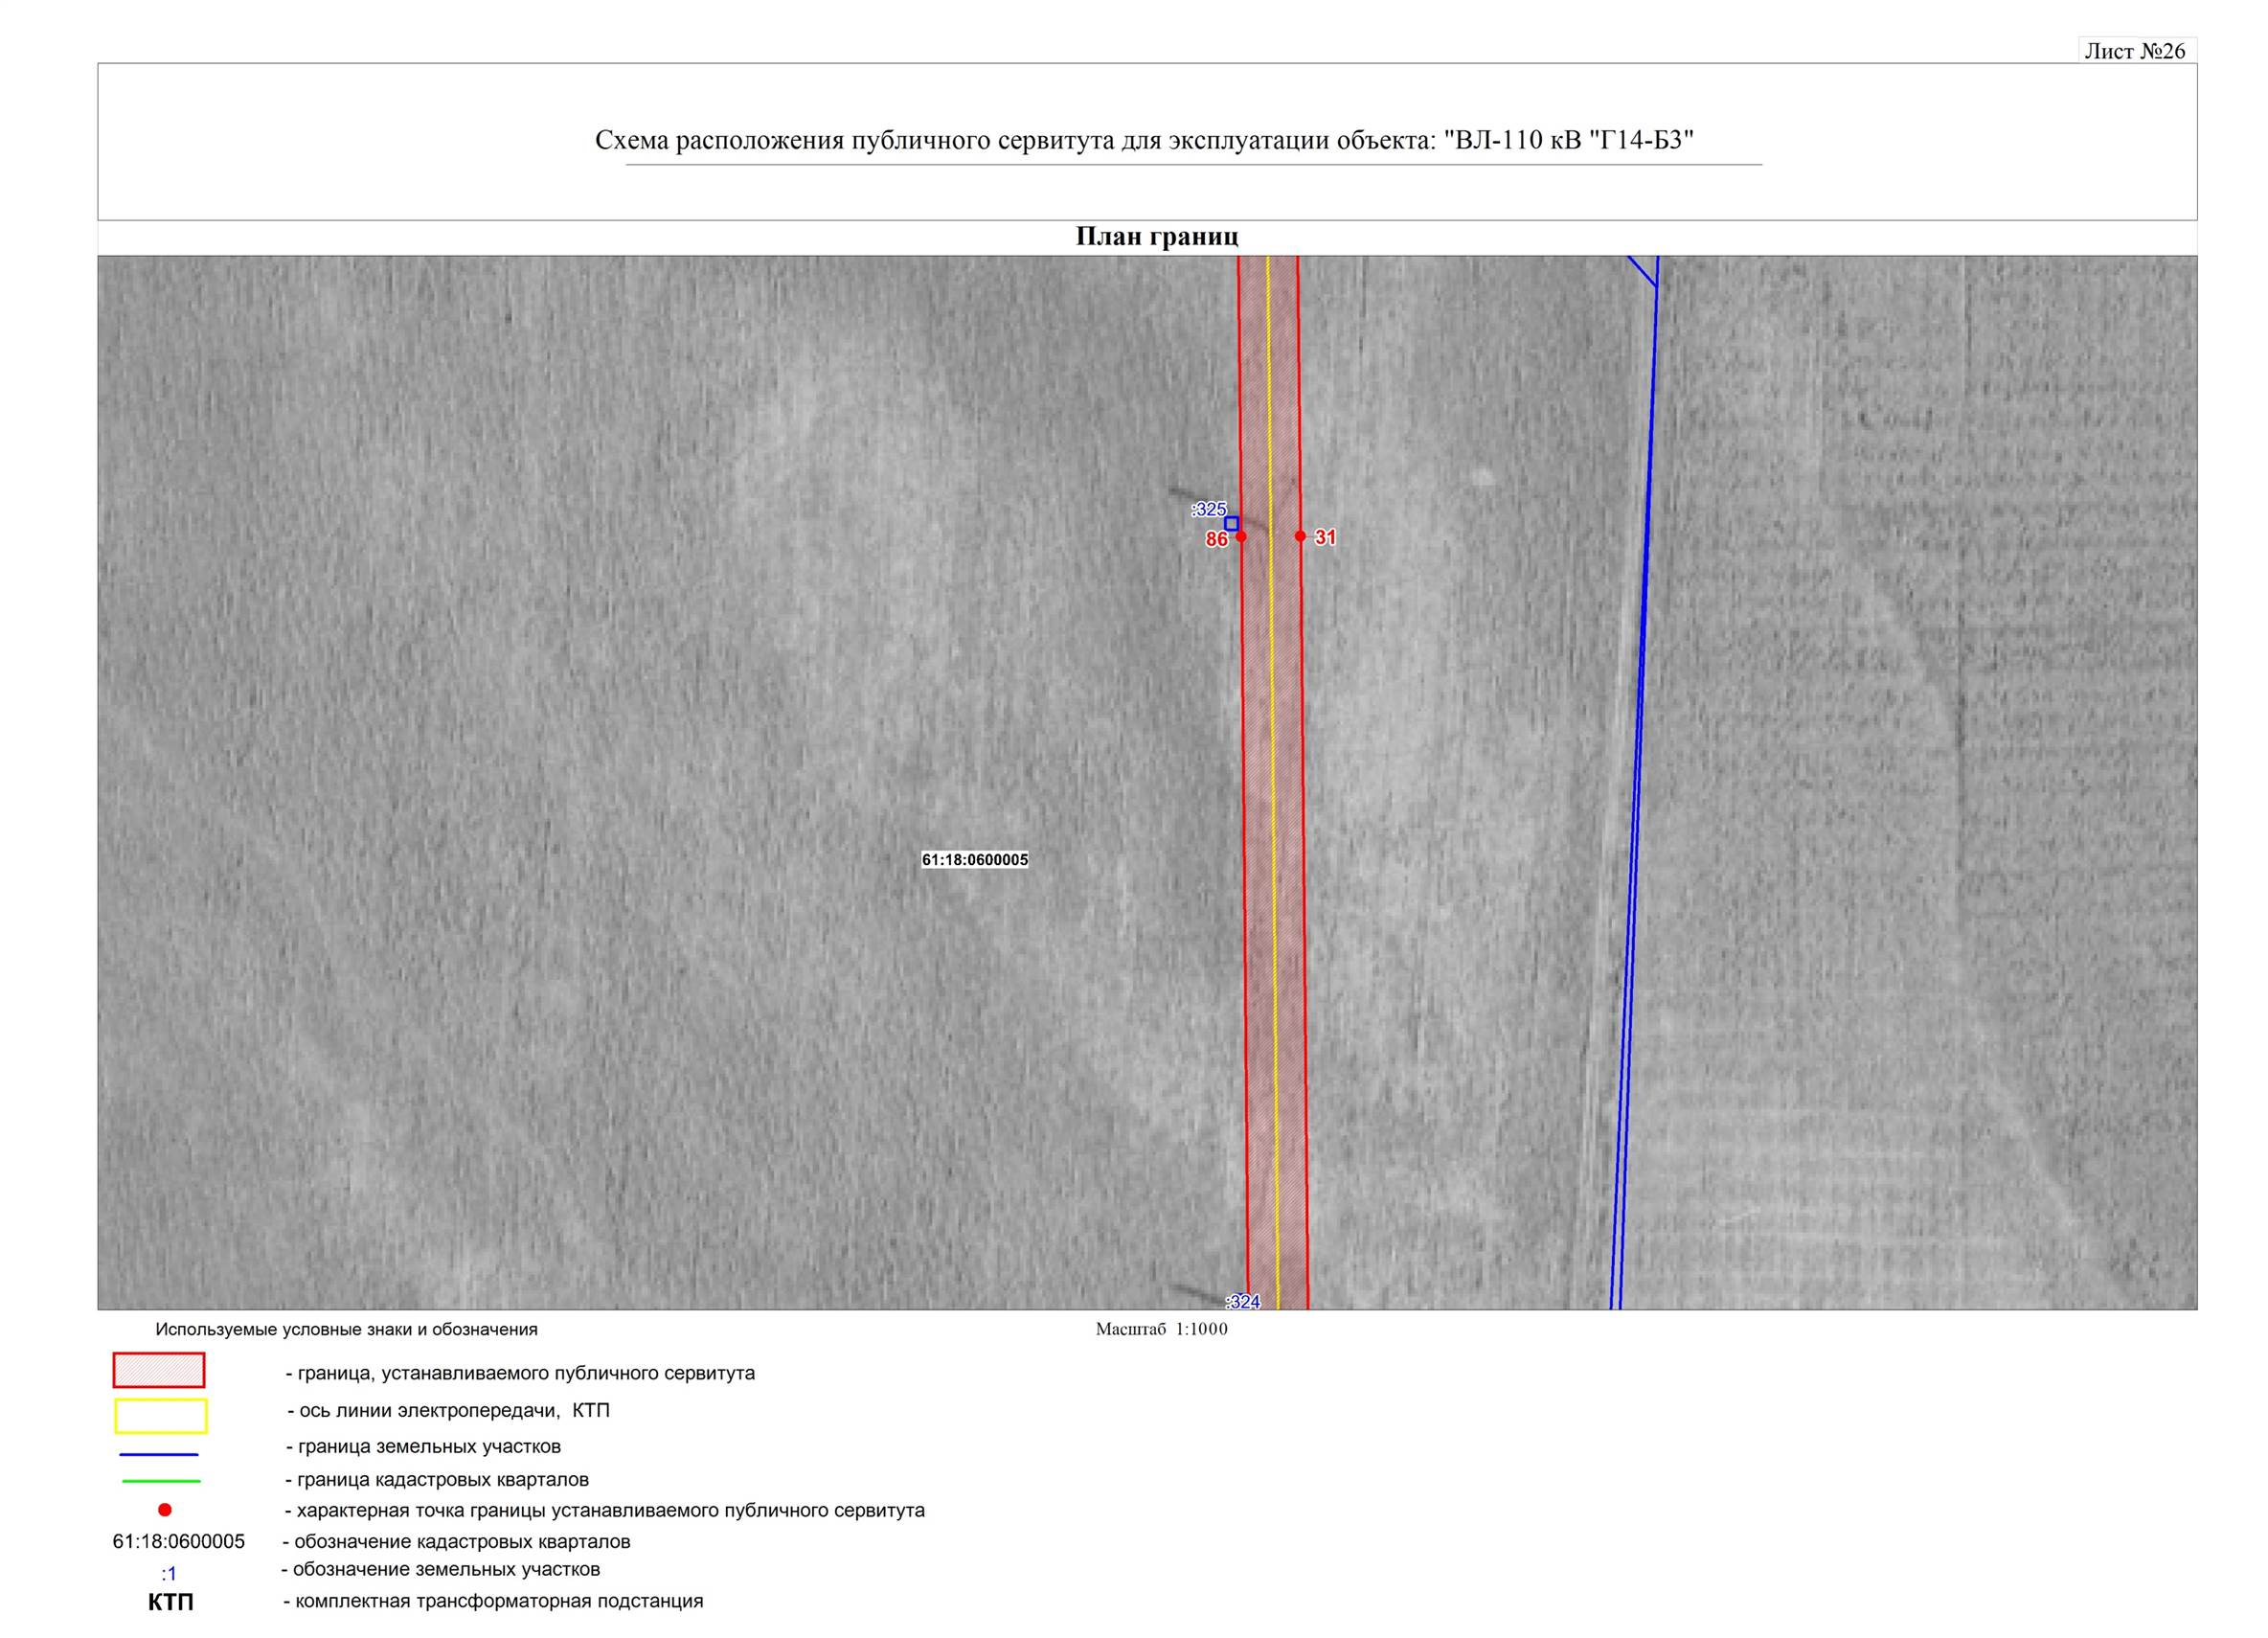 Лист №26
Схема расположения публичного сервитута для эксплуатации объекта: "ВЛ-110 кВ "Г14-Б3"
План границ
:325
86
31
61:18:0600005
:324
Используемые условные знаки и обозначения
Масштаб 1:1000
- граница, устанавливаемого публичного сервитута
- ось линии электропередачи, КТП
- граница земельных участков
- граница кадастровых кварталов
- характерная точка границы устанавливаемого публичного сервитута
61:18:0600005 - обозначение кадастровых кварталов
:1 - обозначение земельных участков
КТП - комплектная трансформаторная подстанция